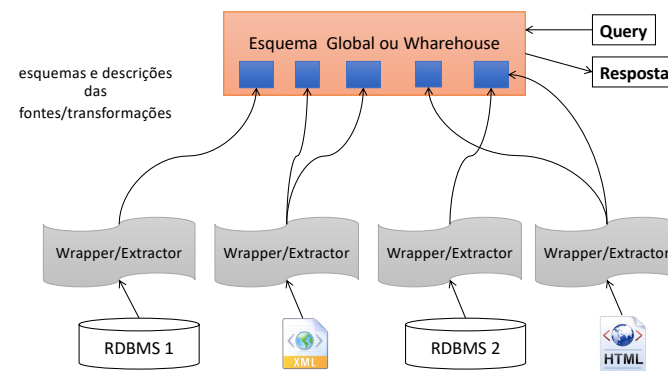 Esquema Global ou Wharehouse
Query
Resposta
esquemas e descrições
das
fontes/transformações
Wrapper/Extractor
Wrapper/Extractor
Wrapper/Extractor
Wrapper/Extractor
RDBMS 1
XML
RDBMS 2
HTML